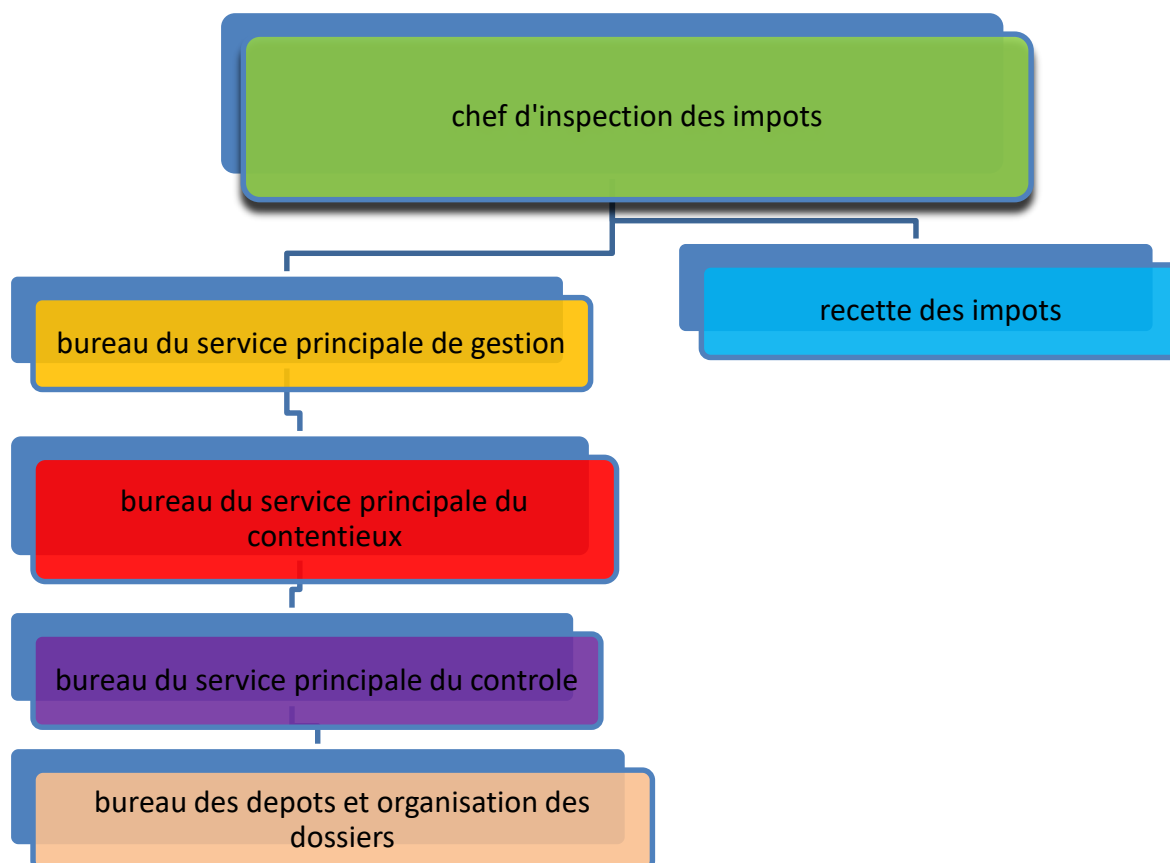 chef d'inspection des impots
bureau du service principale de gestion
recette des impots
bureau du service principale du
contentieux
bureau du service principale du controle
bureau des depots et organisation des
dossiers